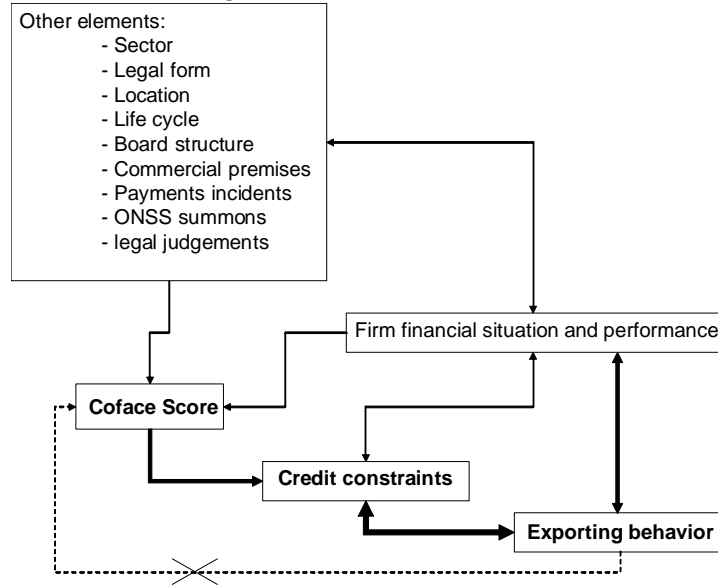 Other elements:
- Sector
- Legal form
- Location
- Life cycle
- Board structure
- Commercial premises
- Payments incidents
- ONSS summons
- legal judgements
Firm financial situation and performance
Coface Score
Credit constraints
Exporting behavior